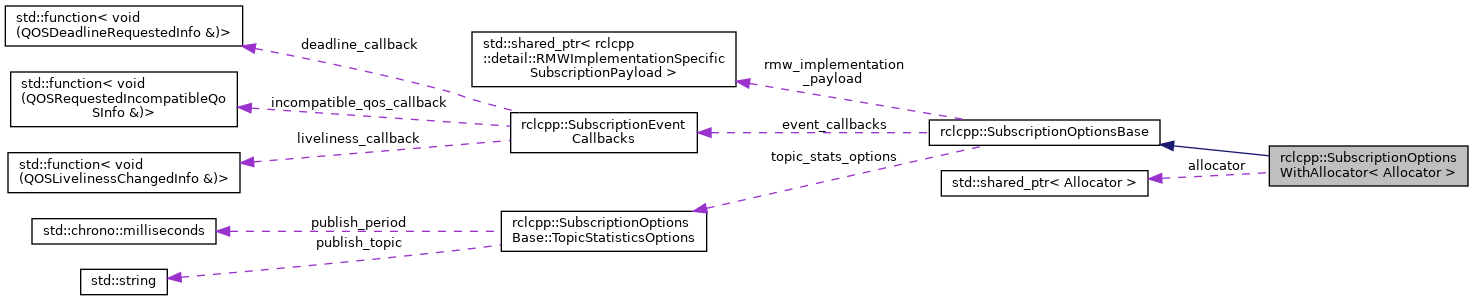 std::function< void
(QOSDeadlineRequestedInfo &)>
deadline_callback
std::shared_ptr< rclcpp
::detail::RMWImplementationSpecific
SubscriptionPayload >
rmw_implementation
_payload
std::function< void
(QOSRequestedIncompatibleQo
SInfo &)>
incompatible_qos_callback
rclcpp::SubscriptionEvent
Callbacks
event_callbacks
rclcpp::SubscriptionOptionsBase
std::function< void
(QOSLivelinessChangedInfo &)>
liveliness_callback
topic_stats_options
allocator
rclcpp::SubscriptionOptions
WithAllocator< Allocator >
std::shared_ptr< Allocator >
std::chrono::milliseconds
publish_period
publish_topic
rclcpp::SubscriptionOptions
Base::TopicStatisticsOptions
std::string